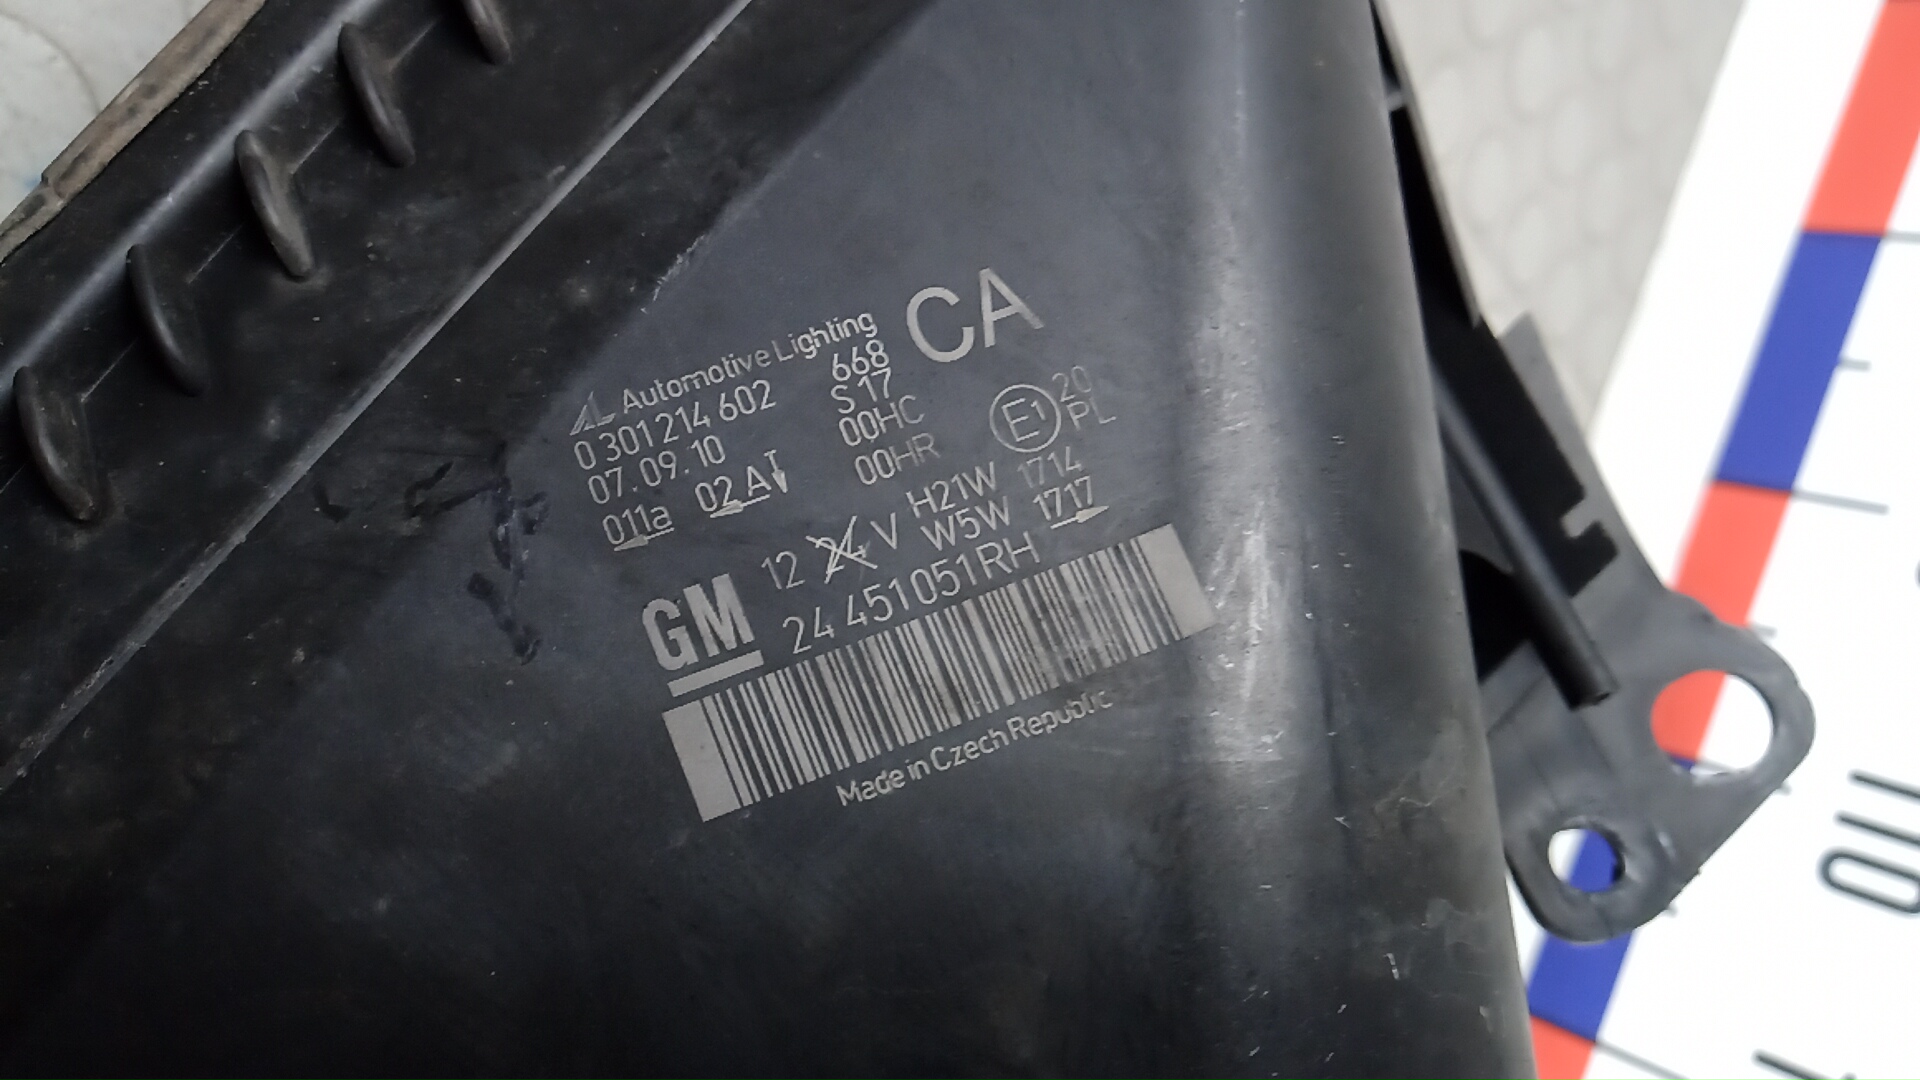 AL Automotive Lighting
CA
0 301 214 602
668
07.09.10
S 17
00HC
00HR
011a
02 A
E1
20
PL
12 24 V
H21W 1714
W5W 1717
GM
24 451 051 RH
Made in Czech Republic